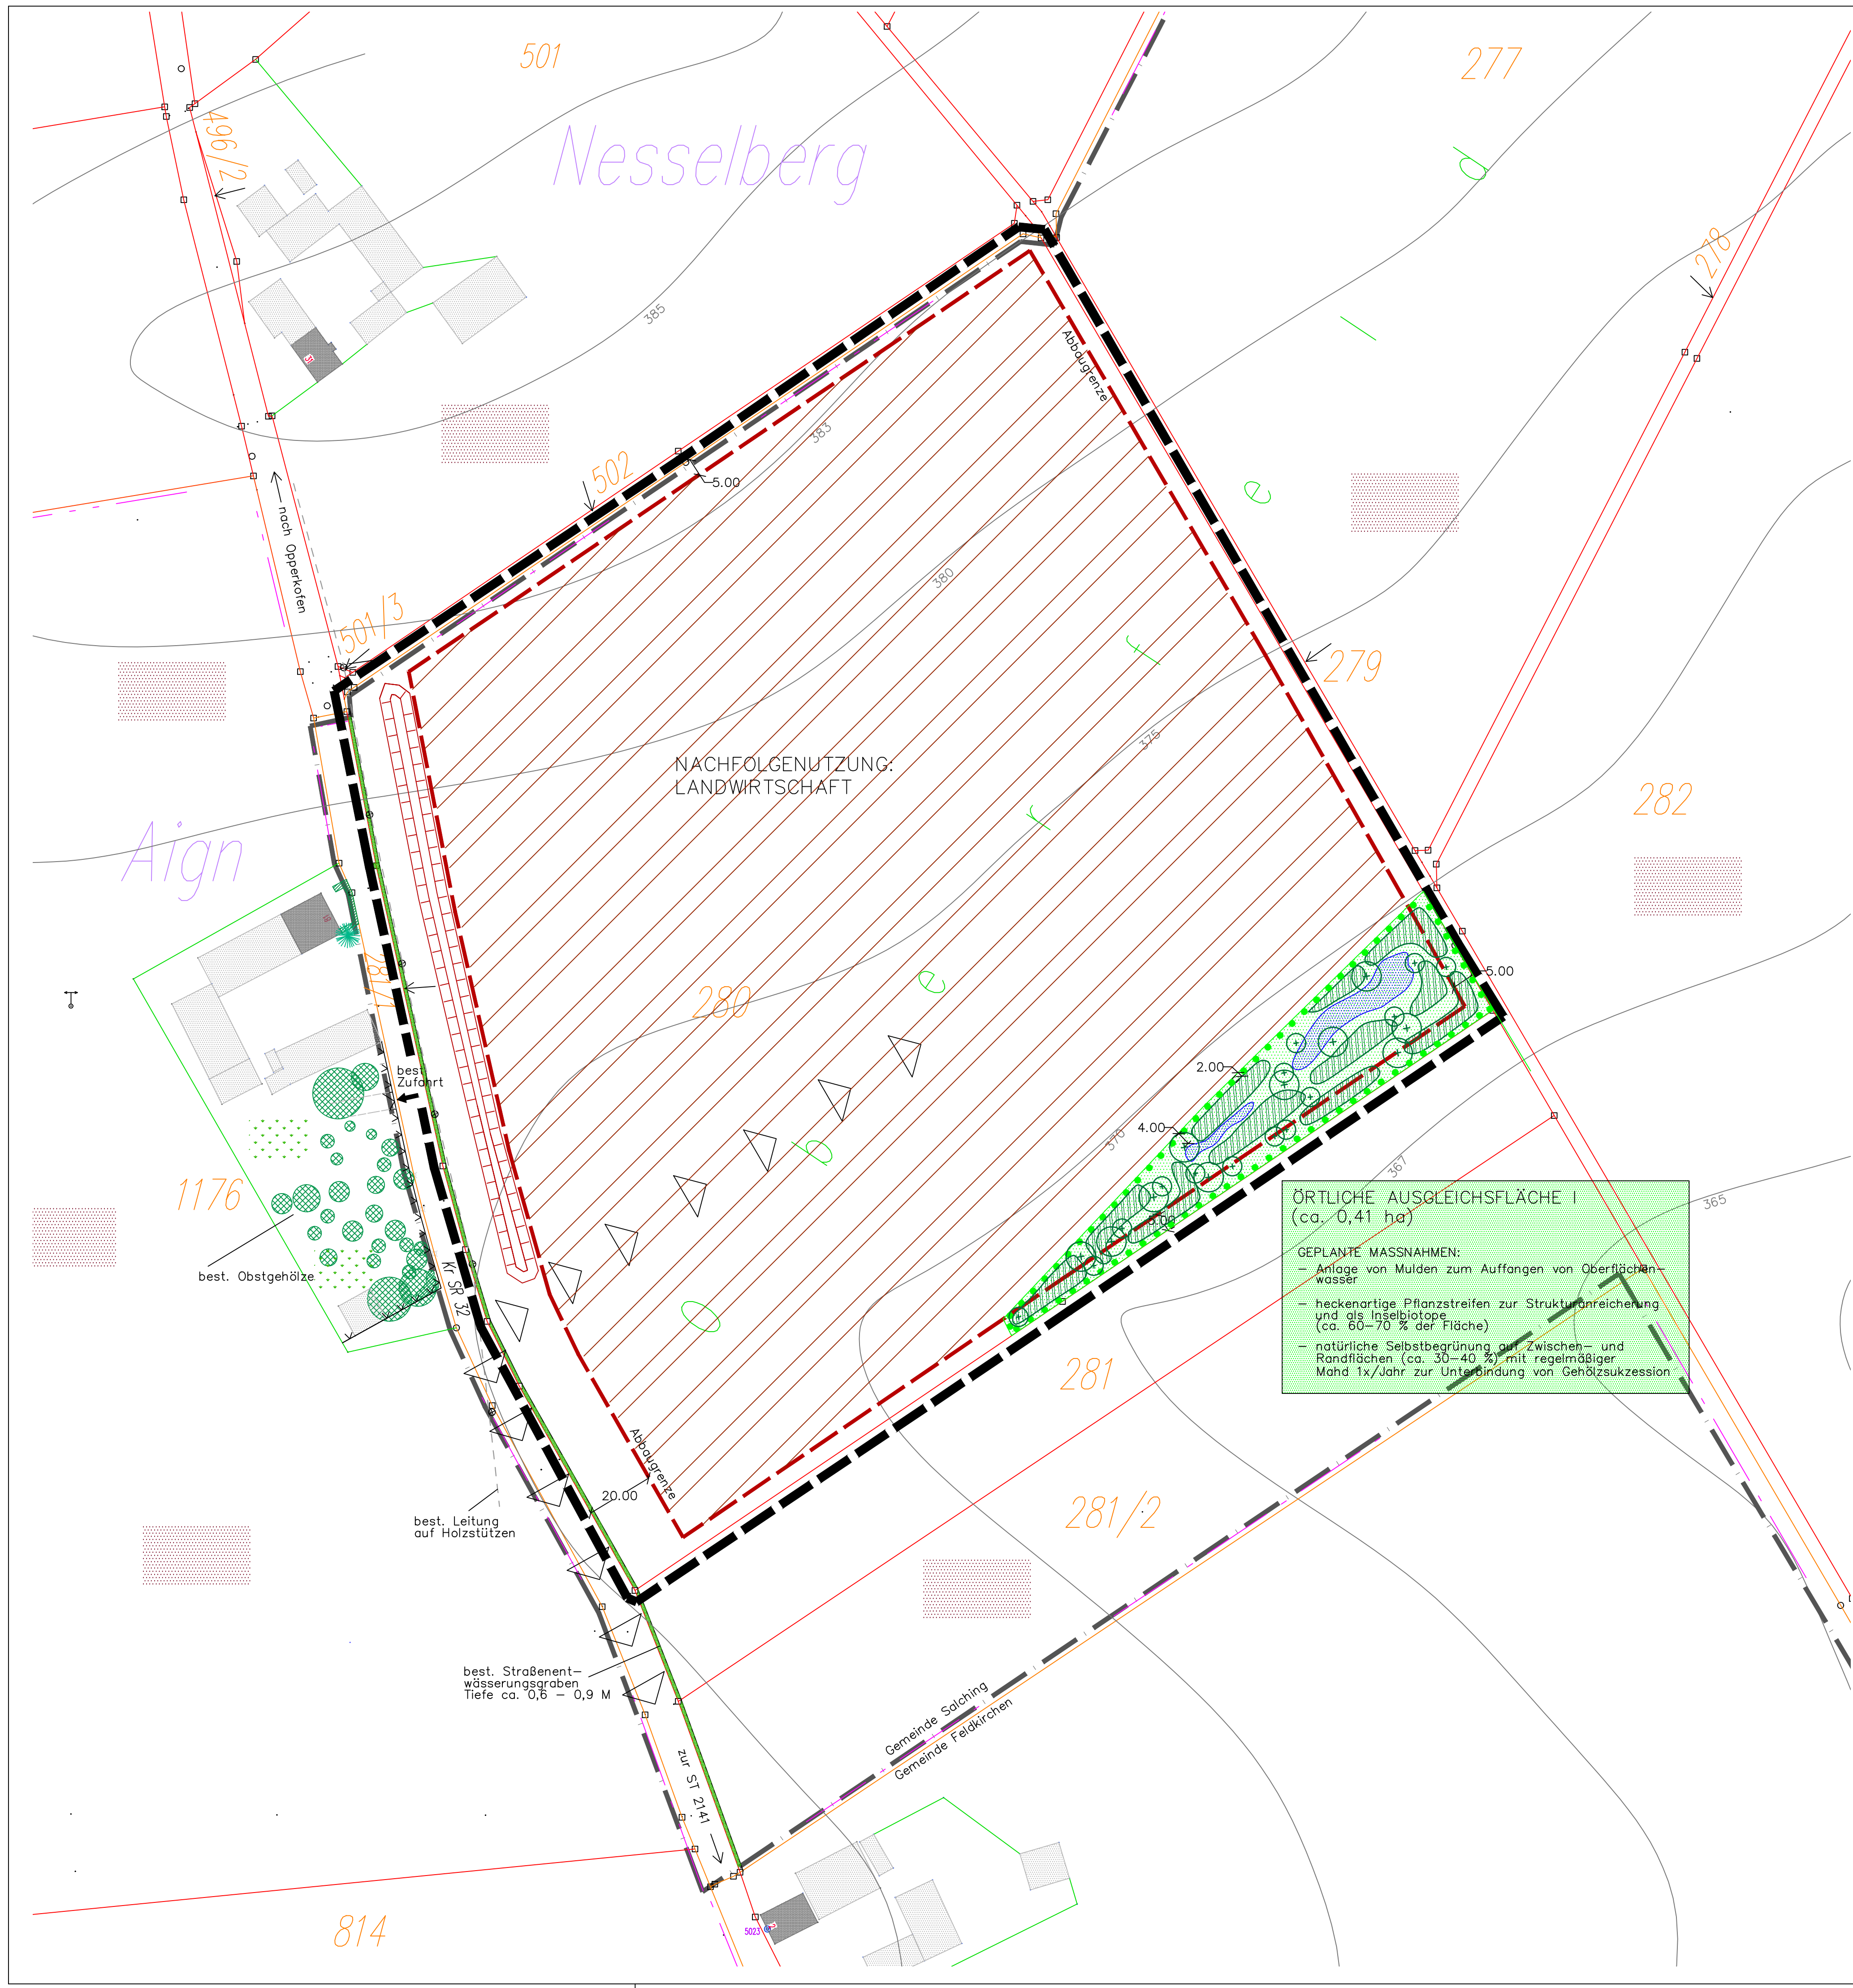 501
277
496/2
Nesselberg
d
278
385
31
Abbaugrenze
383
502
5.00
e
nach Opperkofen
380
501/3
f
279
375
NACHFOLGENUTZUNG:
LANDWIRTSCHAFT
282
r
Aign
280
e
5.00
best.
Zufahrt
2.00
4.00
370
367
b
1176
ÖRTLICHE AUSGLEICHSFLÄCHE I
(ca. 0,41 ha)
365
5.00
GEPLANTE MASSNAHMEN:
– Anlage von Mulden zum Auffangen von Oberflächen–
wasser
best. Obstgehölze
Kr SR 32
– heckenartige Pflanzstreifen zur Strukturanreicherung
und als Inselbiotope
(ca. 60–70 % der Fläche)
O
– natürliche Selbstbegrünung auf Zwischen– und
Randflächen (ca. 30–40 %) mit regelmäßiger
Mahd 1x/Jahr zur Unterbindung von Gehölzsukzession
281
Abbaugrenze
20.00
281/2
best. Leitung
auf Holzstützen
best. Straßenent–
wässerungsgraben
Tiefe ca. 0,6 – 0,9 M
Gemeinde Salching
Gemeinde Feldkirchen
zur ST 2141
814
5023